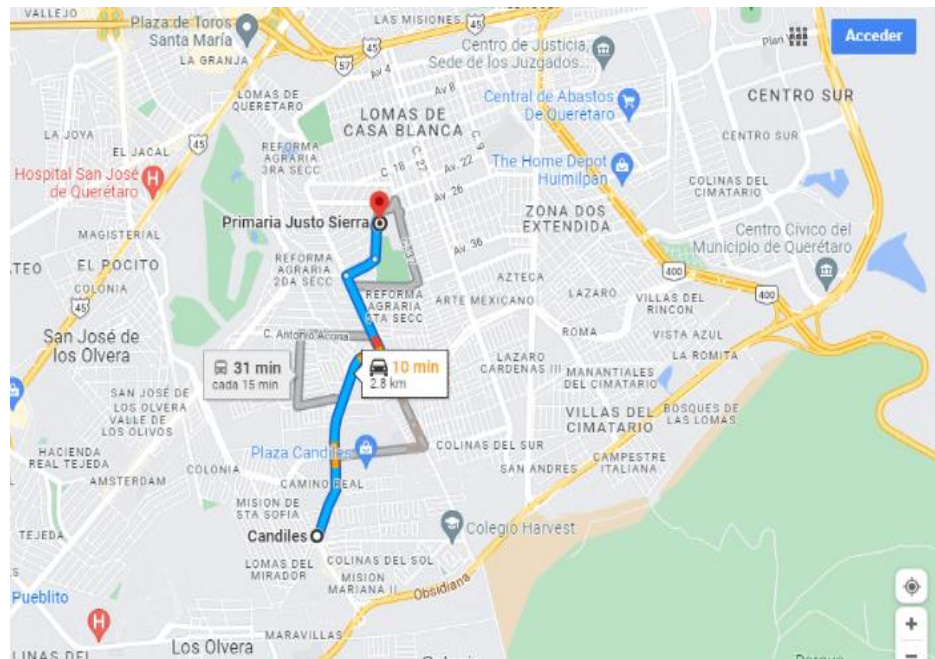 VALLEJO
Plaza de Toros
Santa María
LAS MISIONES
45
45
57
LA GRANJA
Centro de Justicia,
Sede de los Juzgados...
Plan
Acceder
Av 4
Av 8
LOMAS DE
QUERETARO
LOMAS DE
CASA BLANCA
Central de Abastos
De Querétaro
CENTRO SUR
LA JOYA
EL JACAL
45
REFORMA
AGRARIA
3RA SECC
C. 18
C. 27
C. 9
Av. 22
Av. 26
The Home Depot
Huimilpan
CENTRO SUR
COLINAS DEL
CIMATARIO
Hospital San José
de Querétaro
Primaria Justo Sierra
ZONA DOS
EXTENDIDA
Centro Cívico del
Municipio de Querétaro
MAGISTERIAL
Av. 36
TEO
EL POCITO
COLONIA
45
REFORMA
AGRARIA
2DA SECC
REFORMA
AGRARIA
5TA SECC
AZTECA
ARTE MEXICANO
LAZARO
VILLAS DEL
RINCON
400
400
San José de
los Olvera
ROMA
VISTA AZUL
LA ROMITA
31 min
cada 15 min
10 min
2.8 km
LAZARO
CARDENAS III
MANANTIALES
DEL CIMATARIO
SAN JOSÉ DE
LOS OLVERA
VALLE DE
LOS OLIVOS
VILLAS DEL
CIMATARIO
BOSQUES DE
LAS LOMAS
HACIENDA
REAL TEJEDA
AMSTERDAM
COLONIA
Plaza Candiles
COLINAS DEL SUR
SAN ANDRES
CAMPESTRE
ITALIANA
CAMINO REAL
MISION DE
STA SOFIA
TEJEDA
Candiles
Colegio Harvest
LOMAS DEL
MIRADOR
COLINAS DEL SOL
MISION
MARIANA II
Obsidiana
Pueblito
MARAVILLAS
Los Olvera